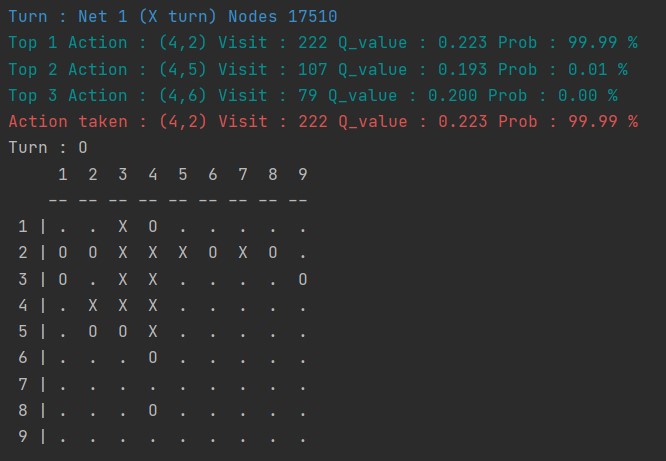 Turn : Net 1 (X turn) Nodes 17510
Top 1 Action : (4,2) Visit : 222 Q_value : 0.223 Prob : 99.99 %
Top 2 Action : (4,5) Visit : 107 Q_value : 0.193 Prob : 0.01 %
Top 3 Action : (4,6) Visit : 79 Q_value : 0.200 Prob : 0.00 %
Action taken : (4,2) Visit : 222 Q_value : 0.223 Prob : 99.99 %
Turn : O
     1  2  3  4  5  6  7  8  9
    -- -- -- -- -- -- -- -- --
 1 | .  .  X  O  .  .  .  .  .
 2 | O  O  X  X  X  O  X  O  .
 3 | O  .  X  X  .  .  .  .  O
 4 | .  X  X  X  .  .  .  .  .
 5 | .  O  O  X  .  .  .  .  .
 6 | .  .  .  O  .  .  .  .  .
 7 | .  .  .  .  .  .  .  .  .
 8 | .  .  .  O  .  .  .  .  .
 9 | .  .  .  .  .  .  .  .  .